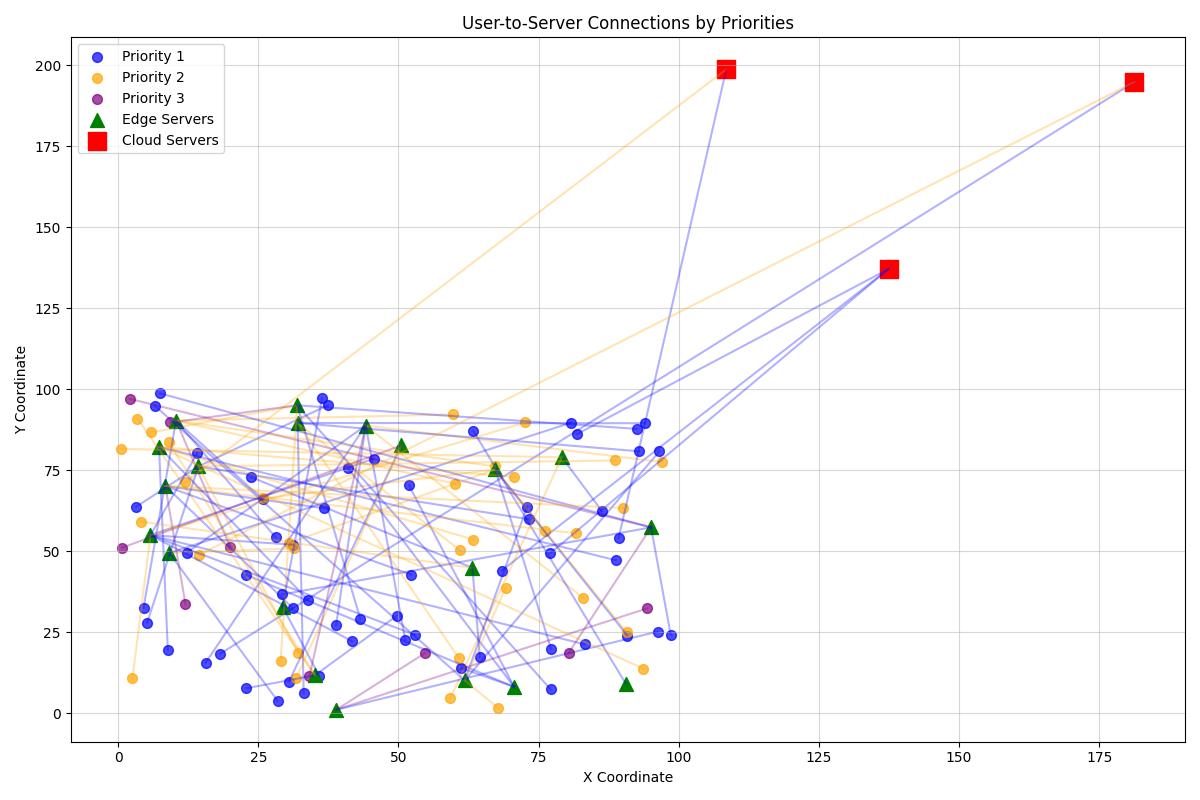 User-to-Server Connections by Priorities
Priority 1
Priority 2
Priority 3
Edge Servers
Cloud Servers
Y Coordinate
200
175
150
125
100
75
50
25
0
0 25 50 75 100 125 150 175
X Coordinate